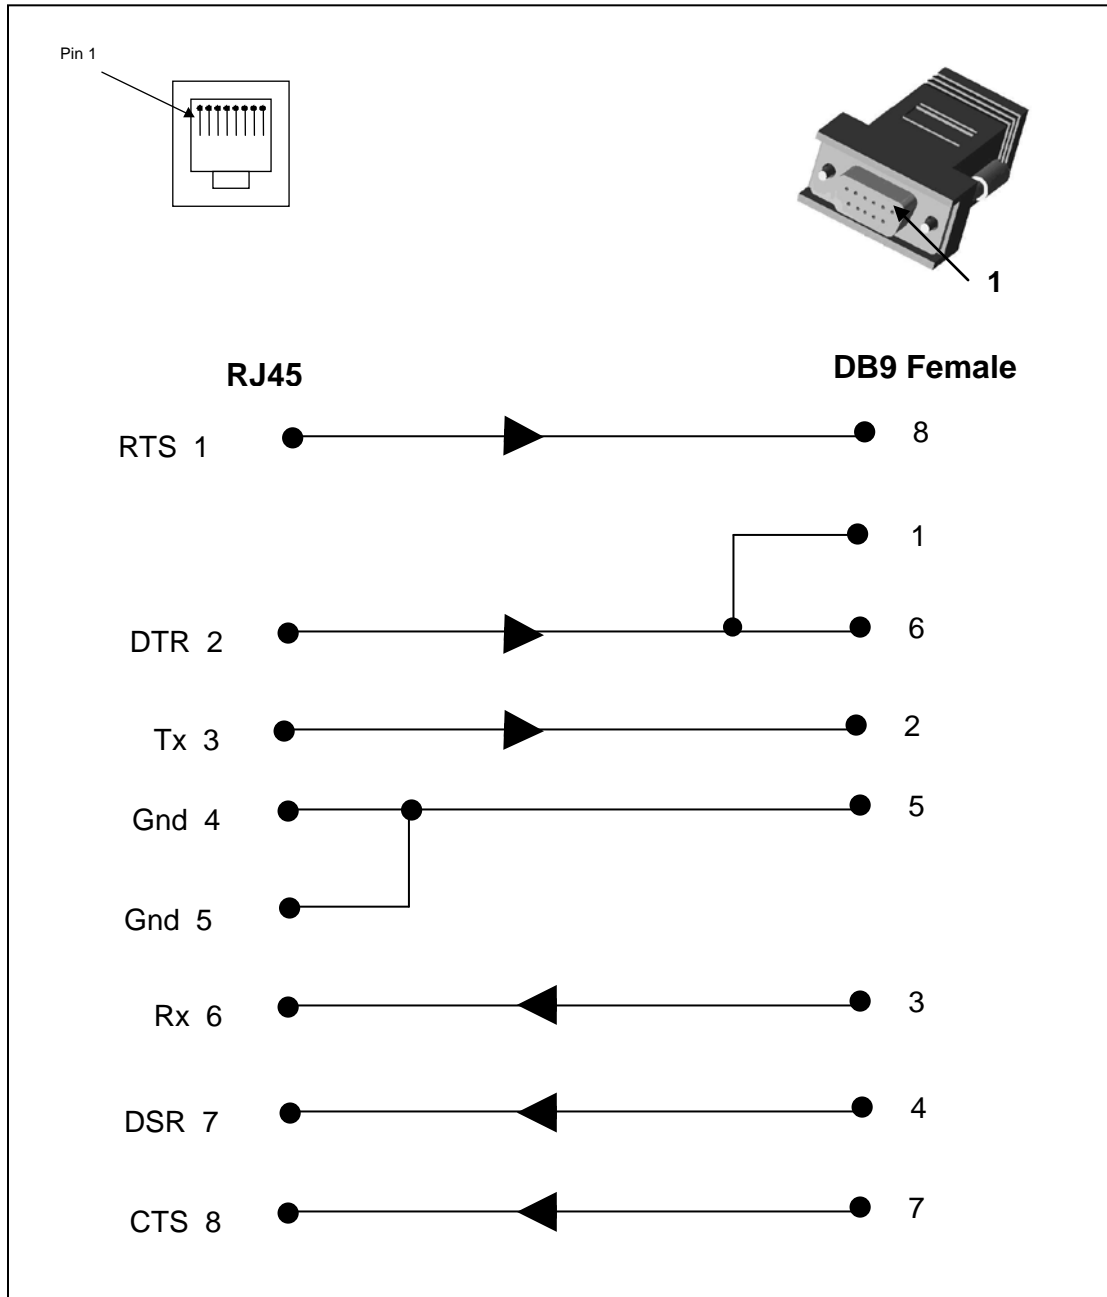 Pin 1
1
RJ45
DB9 Female
RTS 1
8
1
DTR 2
6
Tx 3
2
Gnd 4
5
Gnd 5
Rx 6
3
DSR 7
4
CTS 8
7